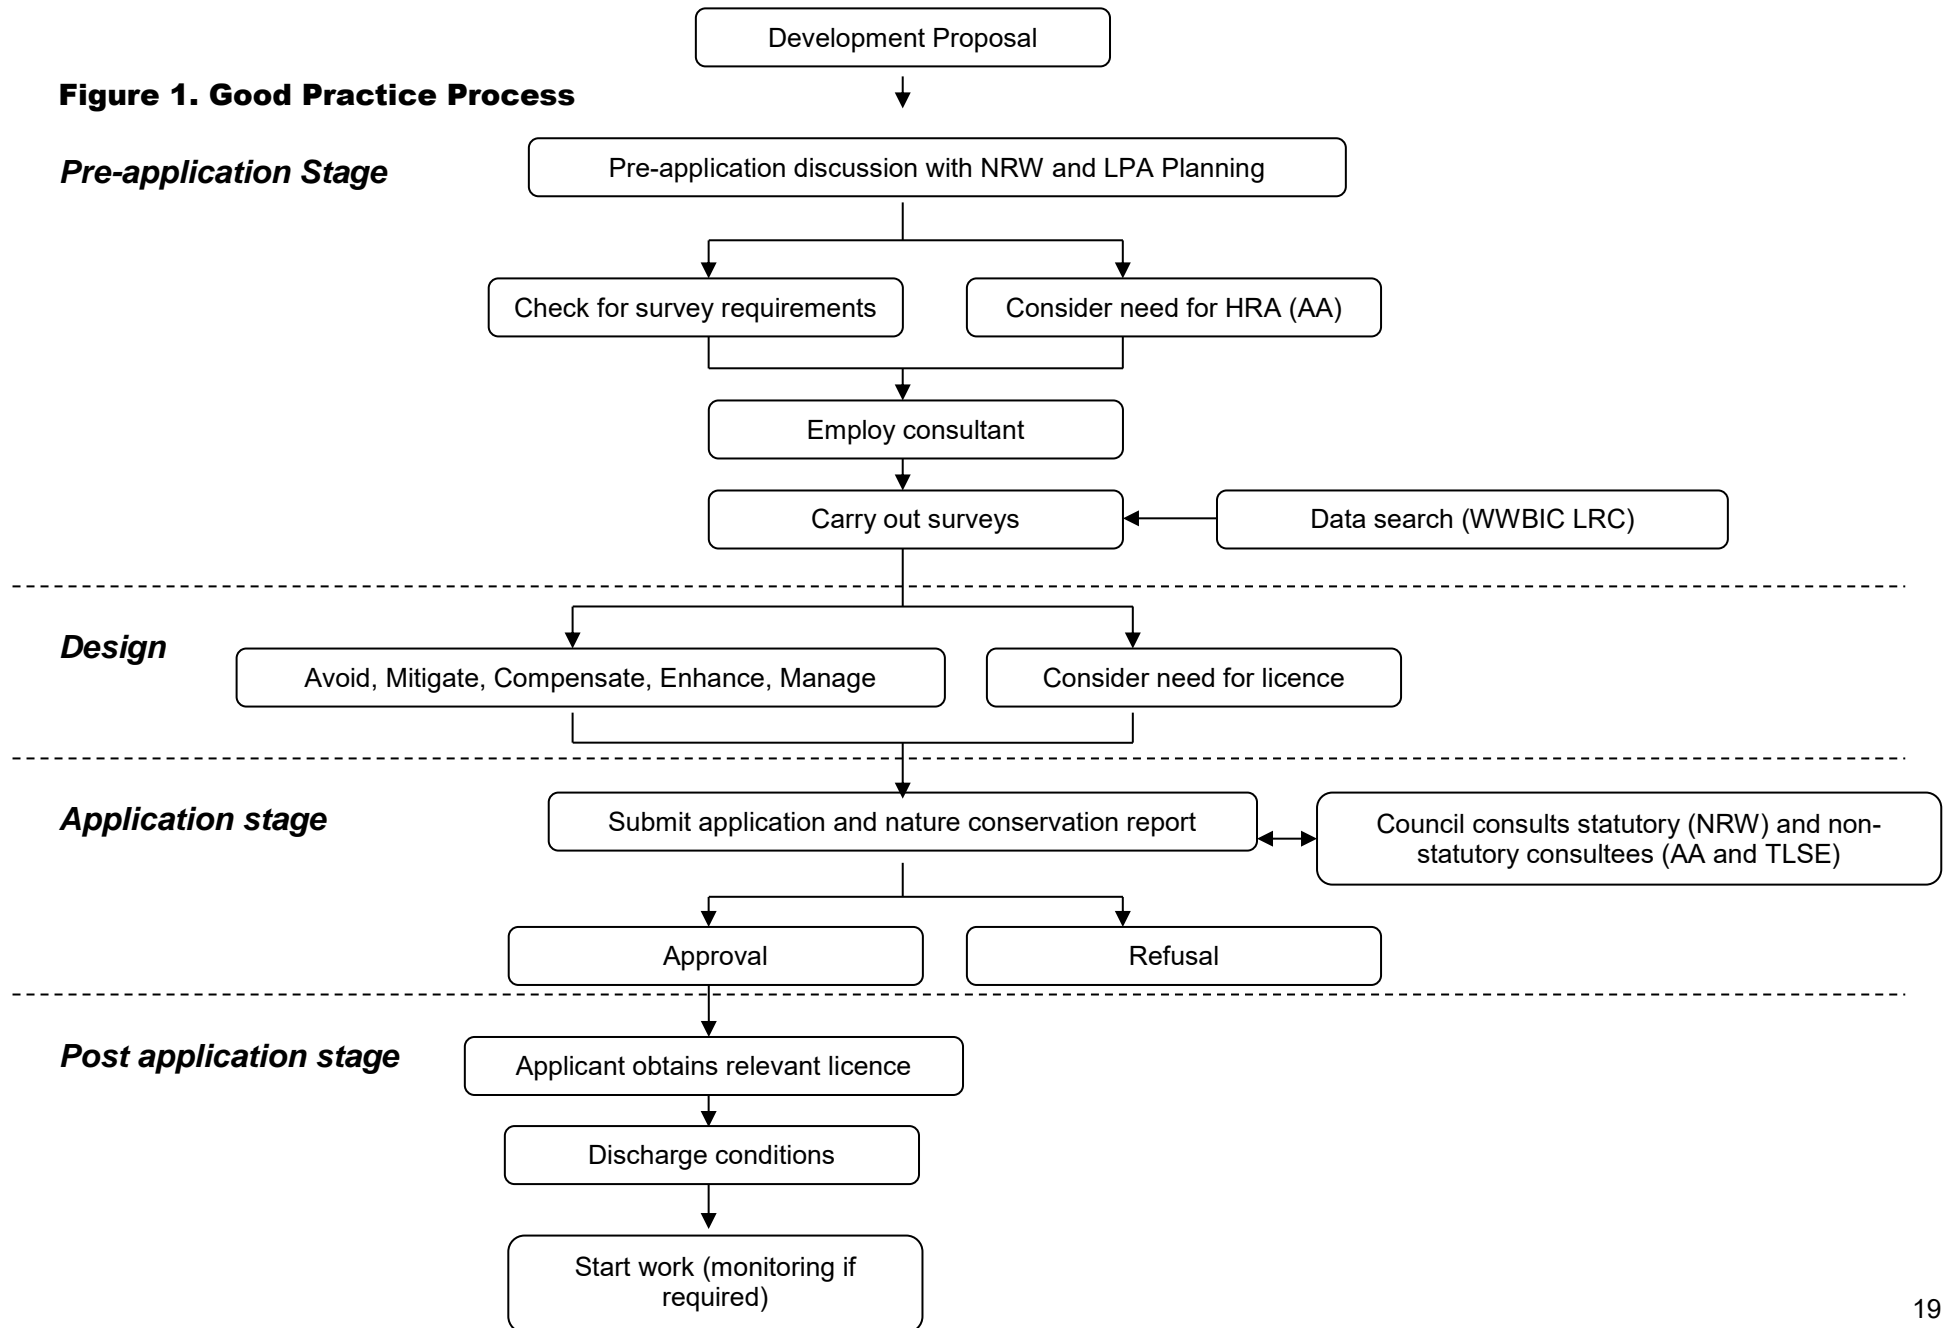 Development Proposal
Figure 1. Good Practice Process
Pre-application Stage
Pre-application discussion with NRW and LPA Planning
Check for survey requirements
Consider need for HRA (AA)
Employ consultant
Carry out surveys
Data search (WWBIC LRC)
Design
Avoid, Mitigate, Compensate, Enhance, Manage
Consider need for licence
Application stage
Submit application and nature conservation report
Council consults statutory (NRW) and non-
statutory consultees (AA and TLSE)
Approval
Refusal
Post application stage
Applicant obtains relevant licence
Discharge conditions
Start work (monitoring if
required)
19